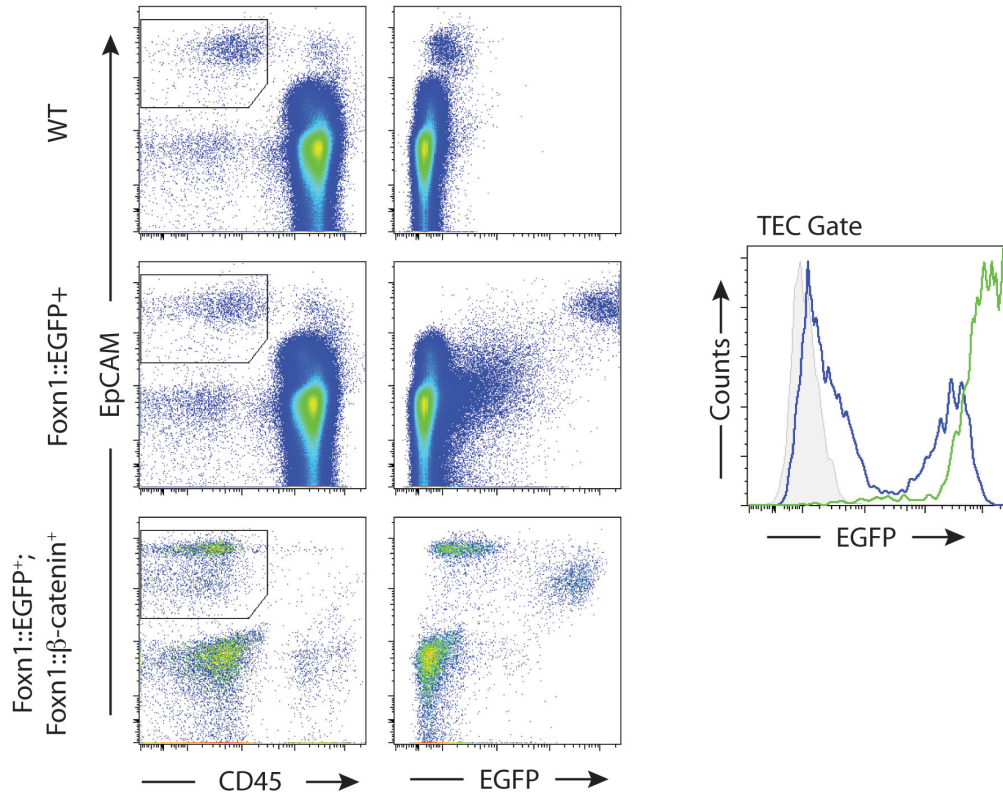 WT
Foxn1::EGFP+
Foxn1::EGFP+;
Foxn1::β-catenin+
EpCAM
CD45
EGFP
TEC Gate
Counts
EGFP